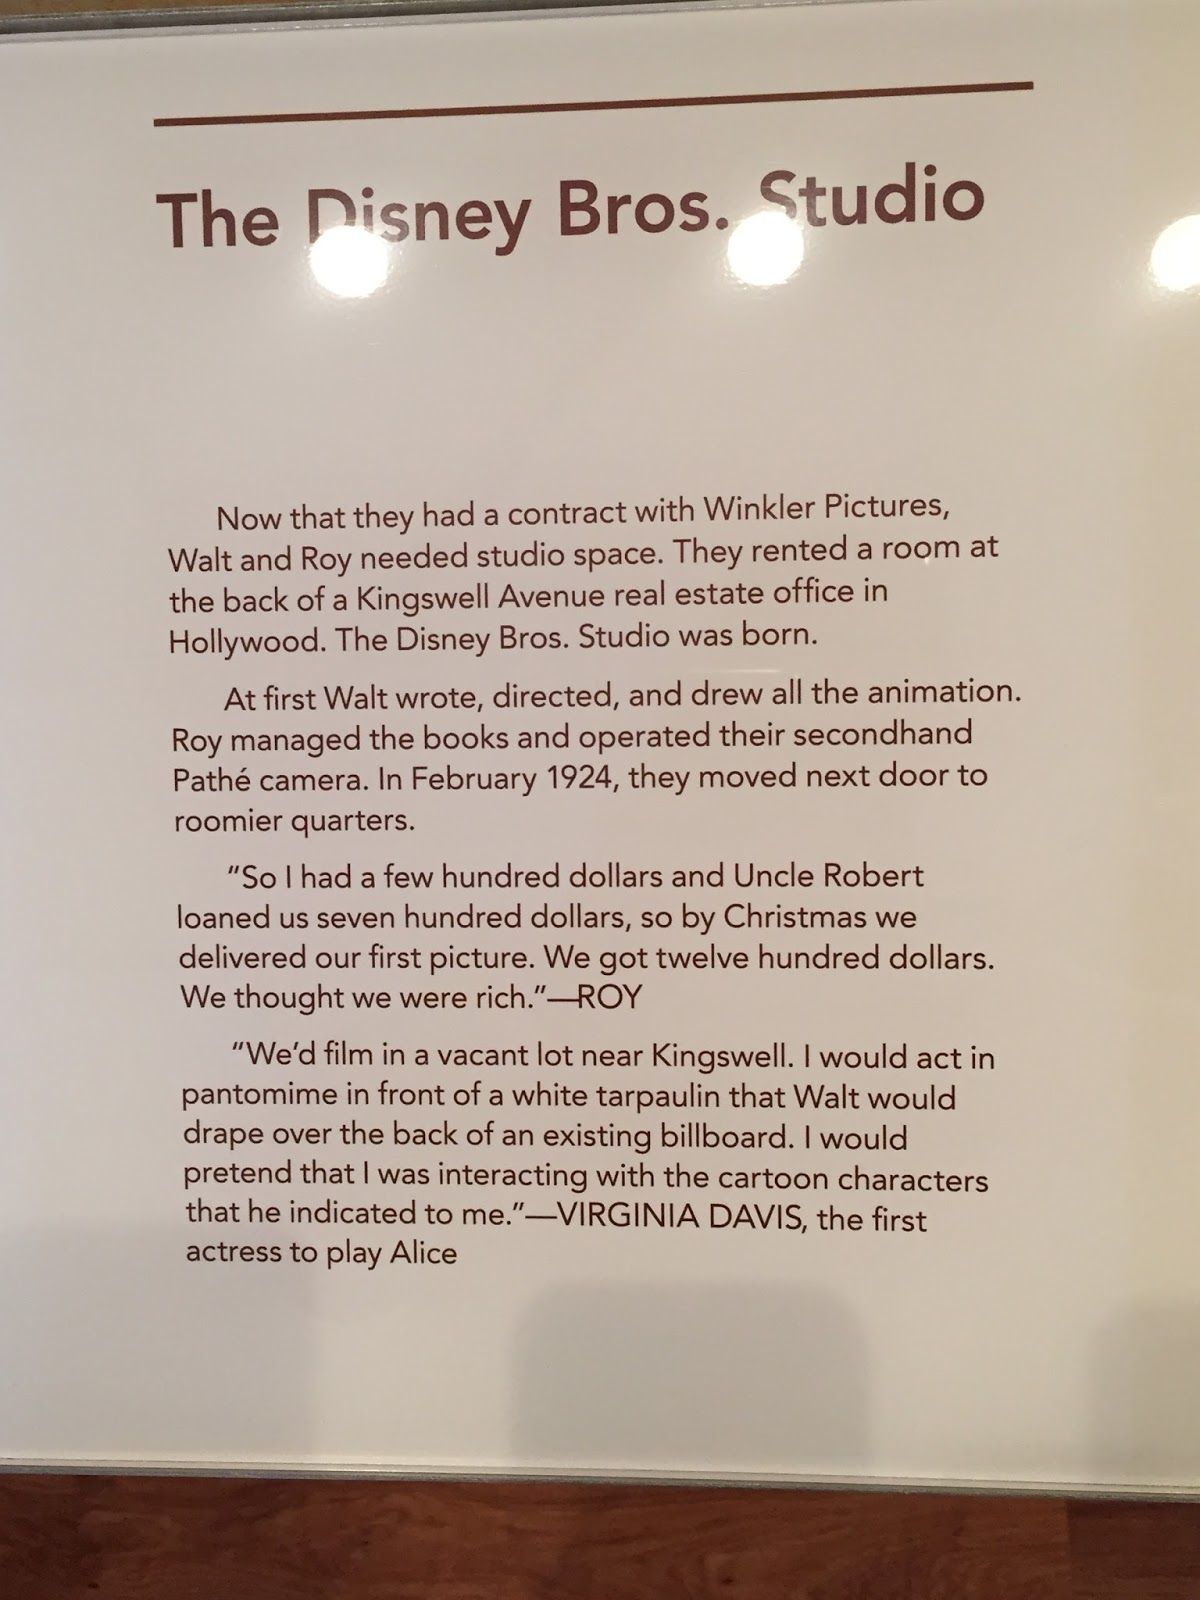 The Disney Bros. Studio
Now that they had a contract with Winkler Pictures,
Walt and Roy needed studio space. They rented a room at
the back of a Kingswell Avenue real estate office in
Hollywood. The Disney Bros. Studio was born.
At first Walt wrote, directed, and drew all the animation.
Roy managed the books and operated their secondhand
Pathé camera. In February 1924, they moved next door to
roomier quarters.
“So I had a few hundred dollars and Uncle Robert
loaned us seven hundred dollars, so by Christmas we
delivered our first picture. We got twelve hundred dollars.
We thought we were rich.”—ROY
“We’d film in a vacant lot near Kingswell. I would act in
pantomime in front of a white tarpaulin that Walt would
drape over the back of an existing billboard. I would
pretend that I was interacting with the cartoon characters
that he indicated to me.”—VIRGINIA DAVIS, the first
actress to play Alice